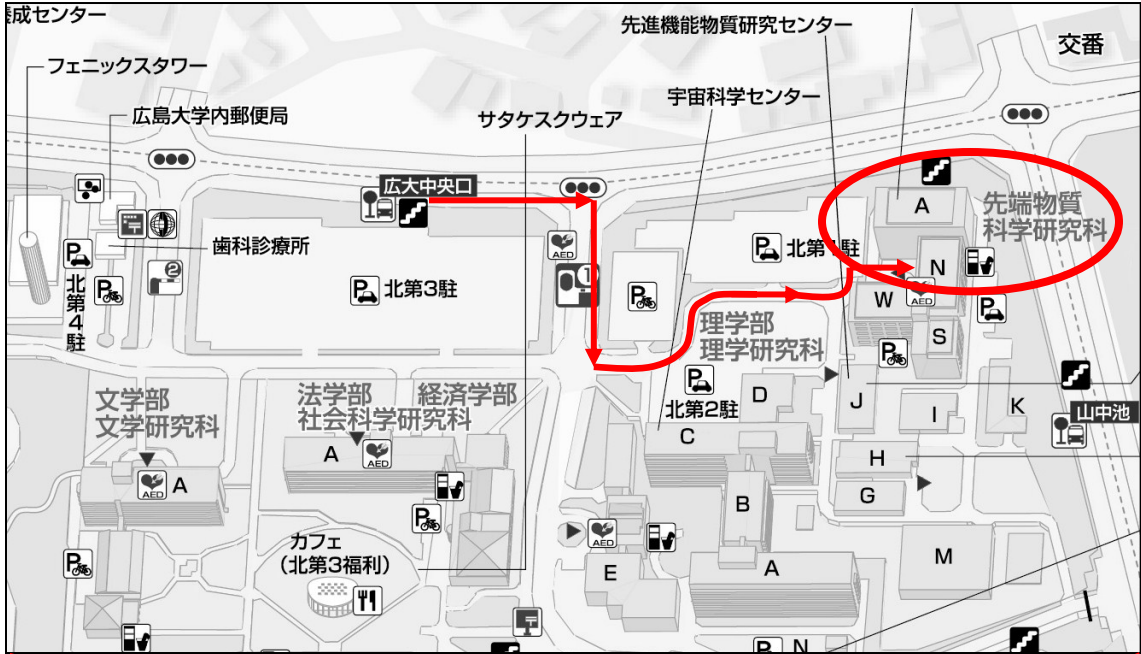 養成センター
先進機能物質研究センター
交番
フェニックスタワー
宇宙科学センター
広島大学内郵便局
サタケスクウェア
広大中央口
A
先端物質
科学研究科
歯科診療所
AED
1
P
北第1駐
N
2
P
北第4駐
P
P
北第3駐
P
W
AED
P
S
理学部
理学研究科
P
北第2駐
D
P
J
I
K
山中池
文学部
文学研究科
法学部
社会科学研究科
経済学部
A
AED
C
H
G
AED
A
P
B
AED
カフェ
(北第3福利)
E
A
M
P
P
N